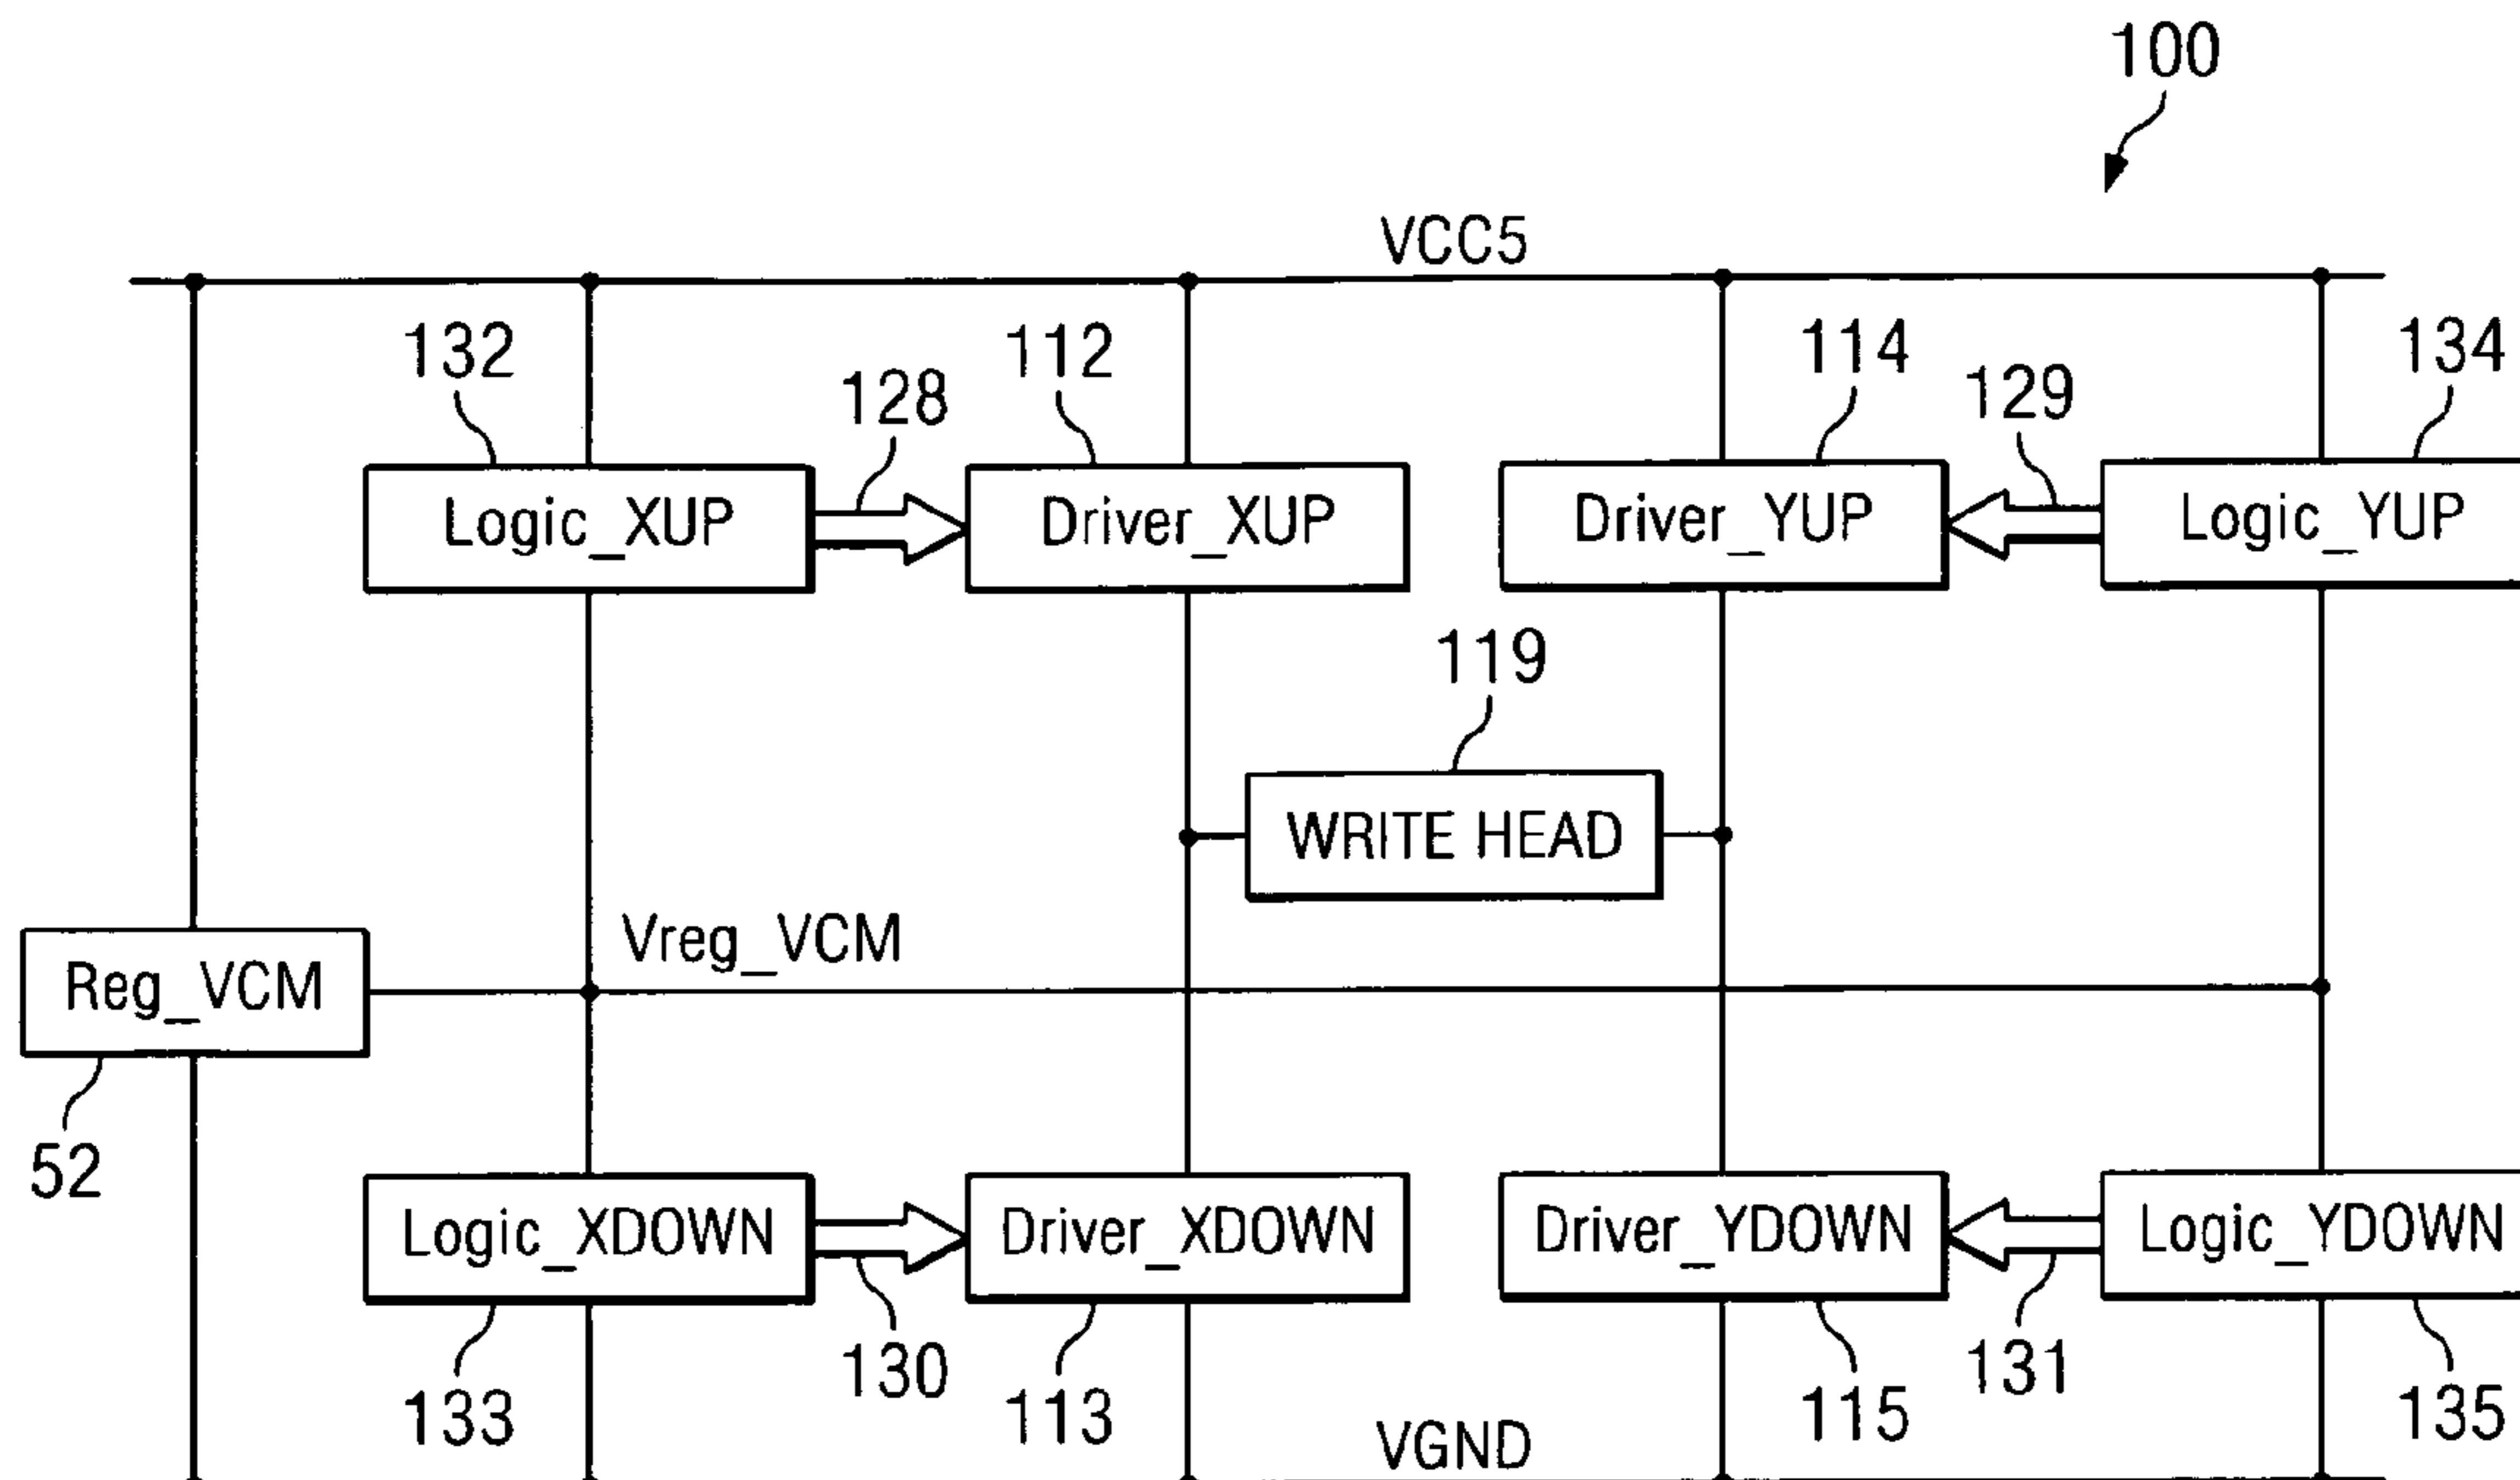 100
VCC5
132
128
112
114
129
134
Logic_XUP
Driver_XUP
Driver_YUP
Logic_YUP
119
WRITE HEAD
Vreg_VCM
Reg_VCM
52
Logic_XDOWN
Driver_XDOWN
Driver_YDOWN
Logic_YDOWN
133
130
113
115
131
135
VGND